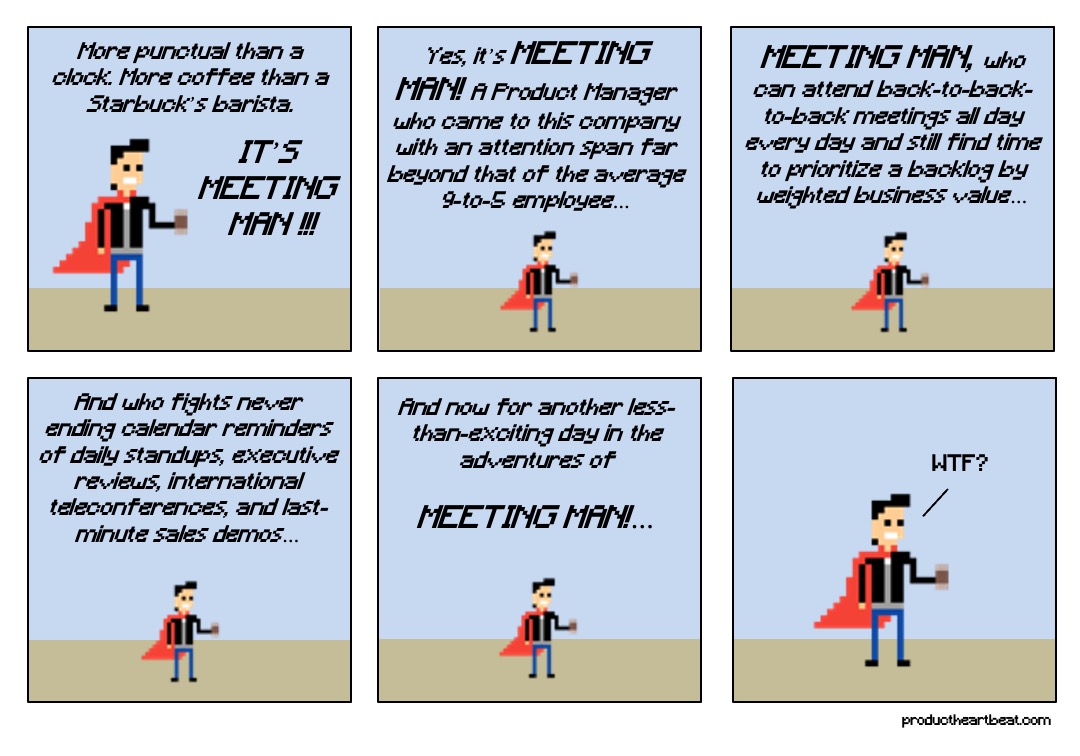 More punctual than a
clock. More coffee than a
Starbuck's barista.
IT'S
MEETING
MAN !!!
Yes, it's MEETING
MAN! A Product Manager
who came to this company
with an attention span far
beyond that of the average
9-to-5 employee...
MEETING MAN, who
can attend back-to-back-
to-back meetings all day
every day and still find time
to prioritize a backlog by
weighted business value...
And who fights never
ending calendar reminders
of daily standups, executive
reviews, international
teleconferences, and last-
minute sales demos...
And now for another less-
than-exciting day in the
adventures of
MEETING MAN!...
WTF?
productheartbeat.com